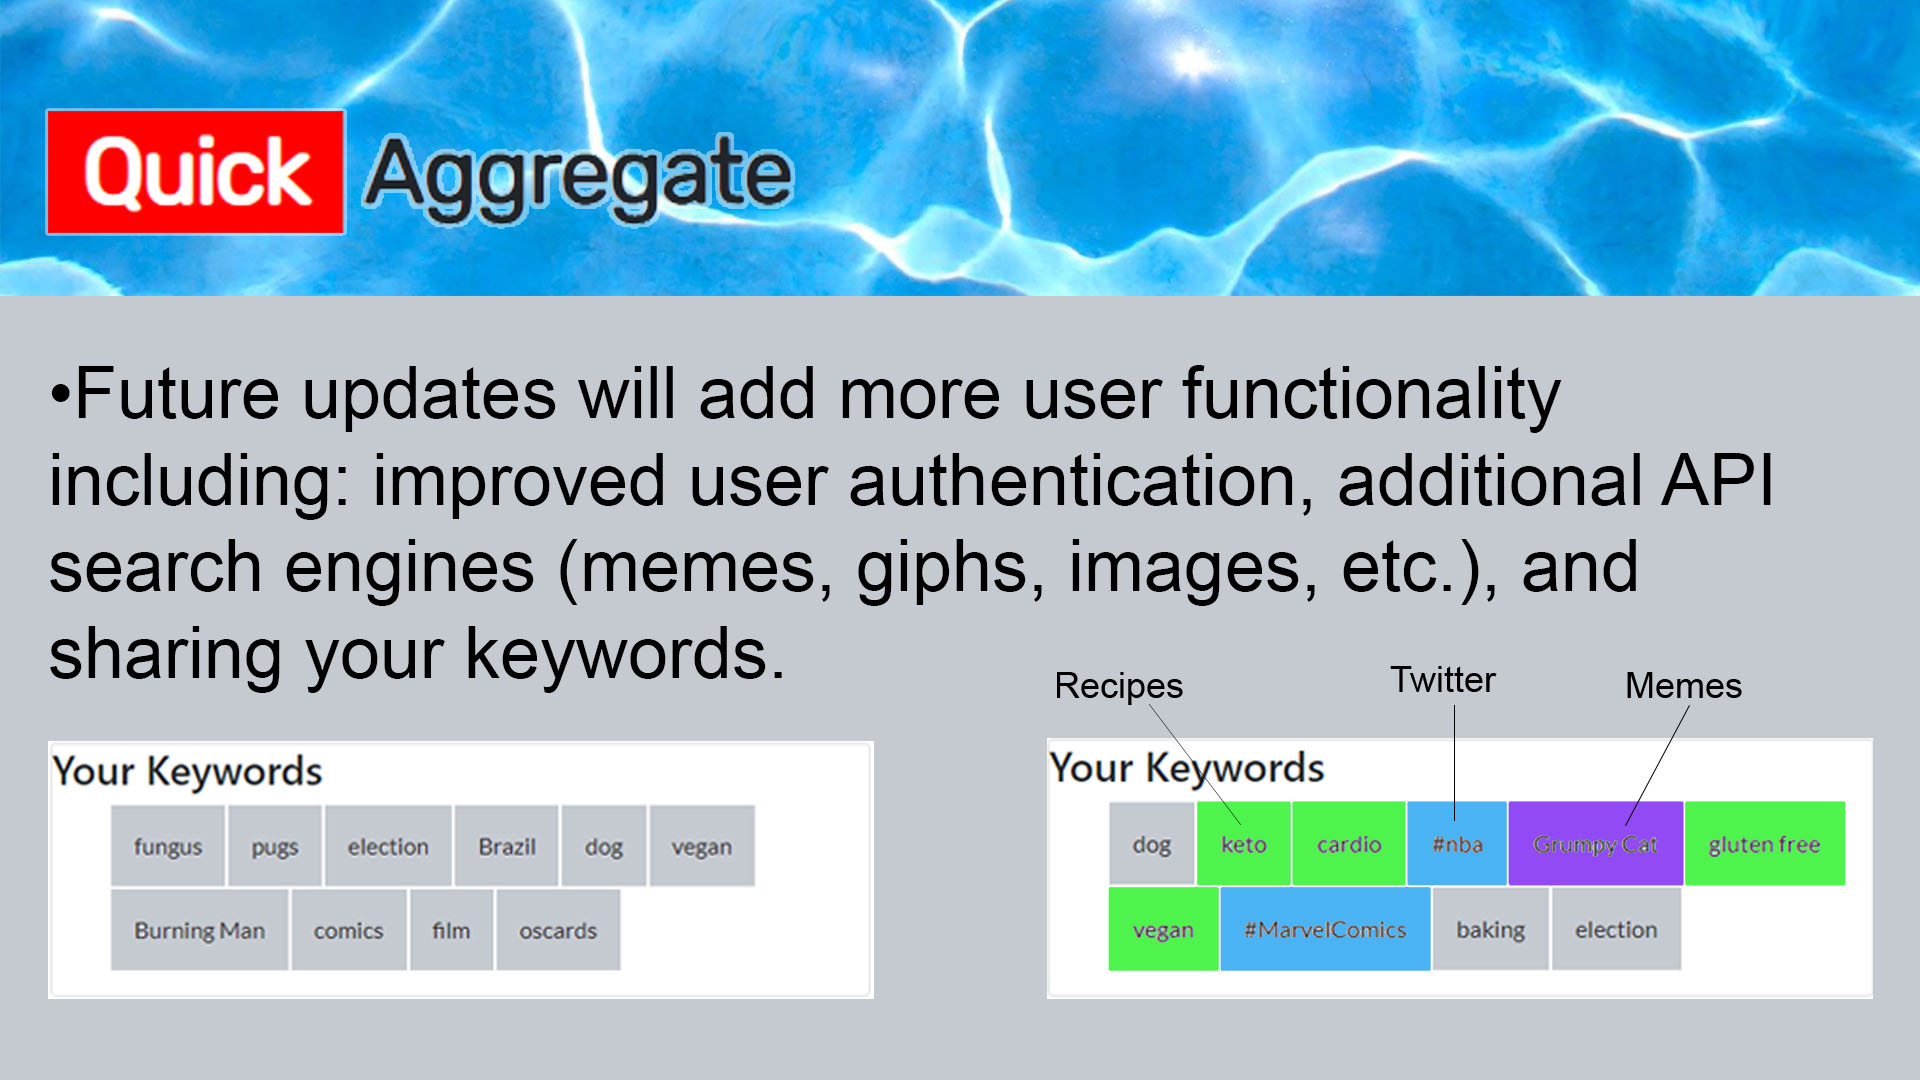 Quick Aggregate
•Future updates will add more user functionality
including: improved user authentication, additional API
search engines (memes, giphs, images, etc.), and
sharing your keywords.
Recipes Twitter Memes
Your Keywords
fungus pugs election Brazil dog vegan
Burning Man comics film oscards
Your Keywords
dog keto cardio #nba Grumpy Cat gluten free
vegan #MarvelComics baking election